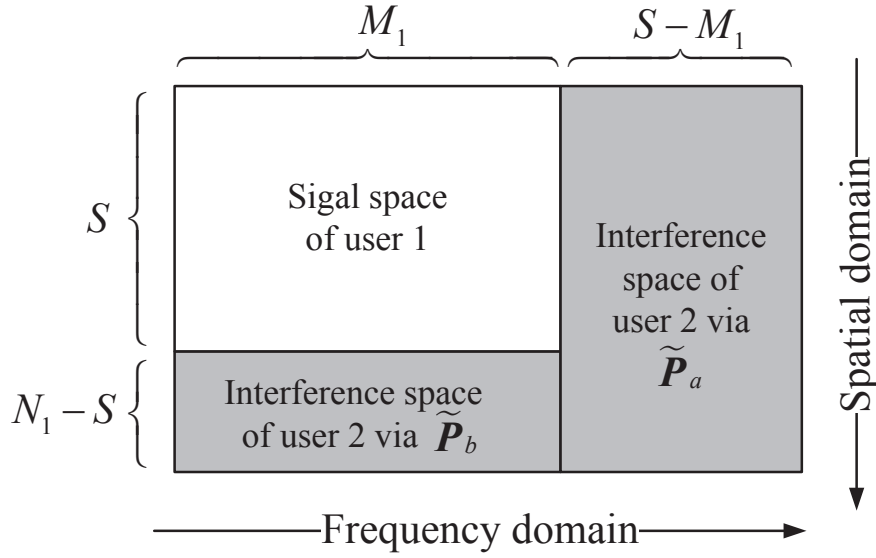 M₁
S − M₁
S
Sigal space
of user 1
Interference
space of
user 2 via
P̃ₐ
N₁ − S
Interference space
of user 2 via P̃_b
Spatial domain
Frequency domain